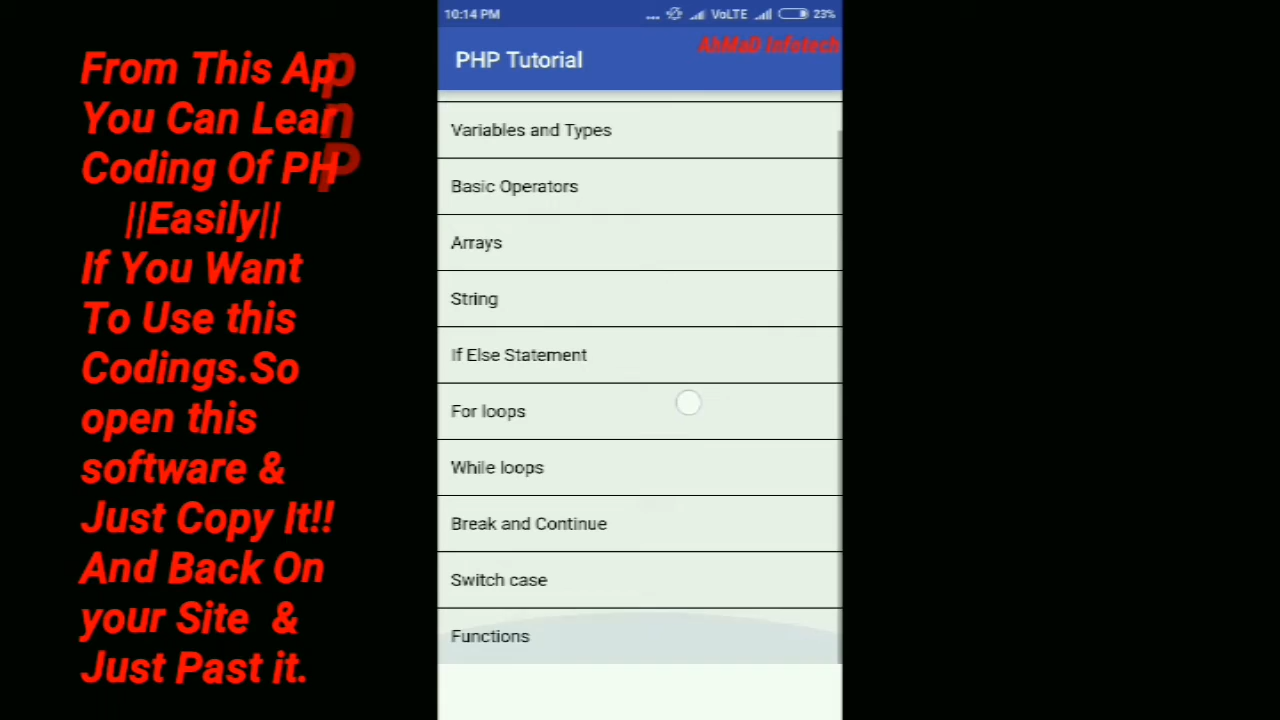 From This App
You Can Learn
Coding Of PHP
||Easily||
If You Want
To Use this
Codings.So
open this
software &
Just Copy It!!
And Back On
your Site &
Just Past it.
10:14 PM
... VoLTE 23%
AhMaD Infotech
PHP Tutorial
Variables and Types
Basic Operators
Arrays
String
If Else Statement
For loops
While loops
Break and Continue
Switch case
Functions